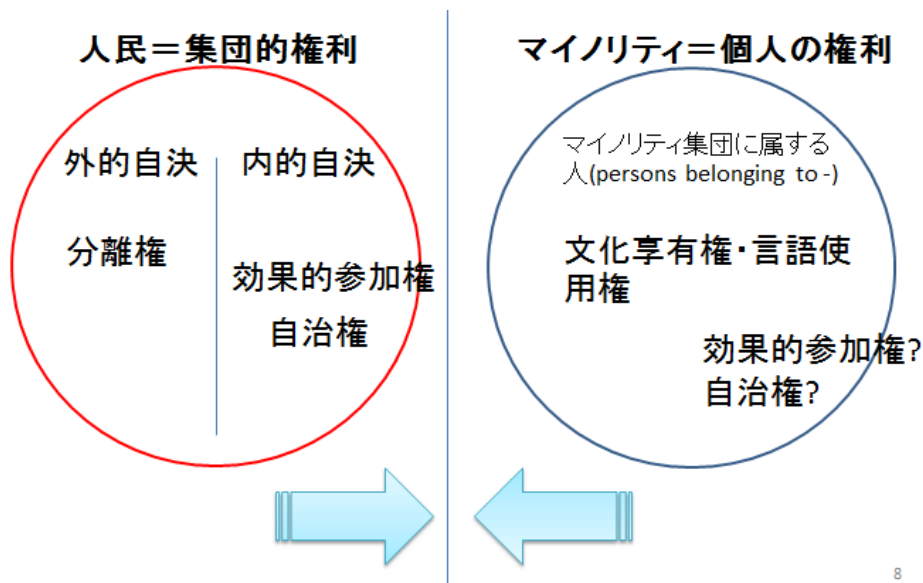 人民＝集団的権利
外的自決
内的自決
分離権
効果的参加権
自治権
マイノリティ＝個人の権利
マイノリティ集団に属する
人(persons belonging to -)
文化享有権・言語使
用権
効果的参加権?
自治権?
8